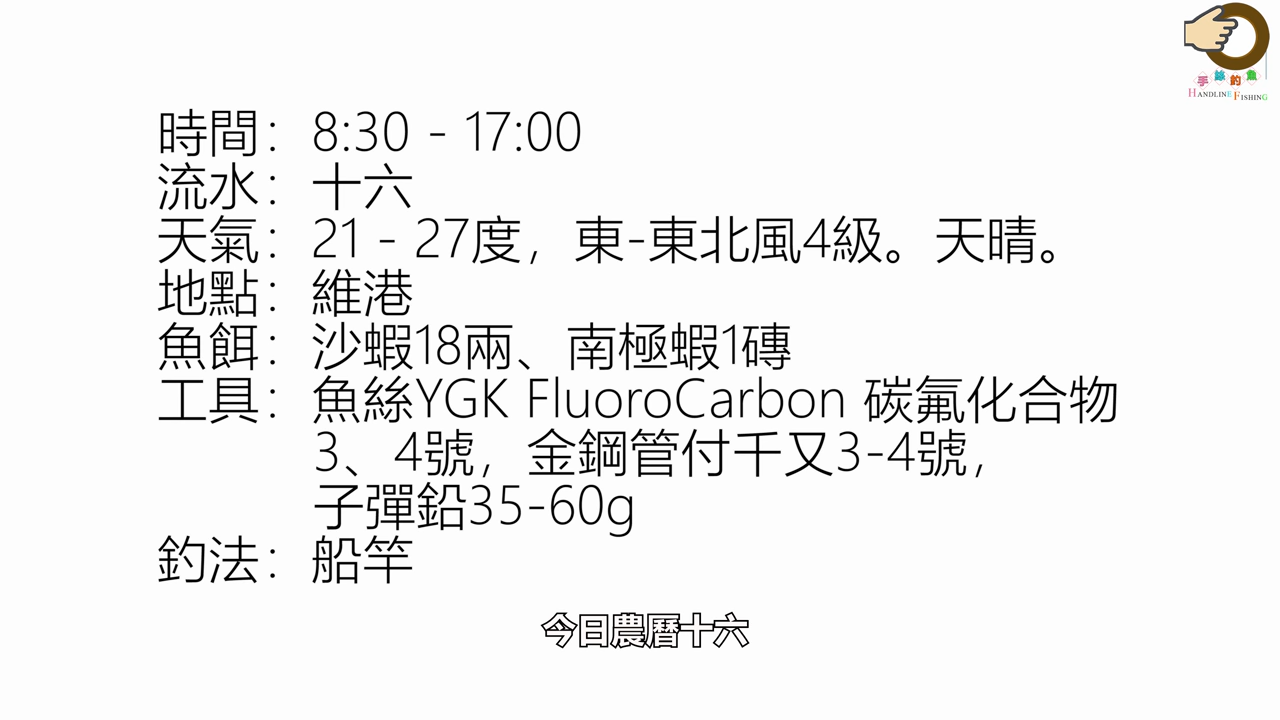 手絲釣魚
HANDLINE FISHING
時間：8:30 - 17:00
流水：十六
天氣：21 - 27度，東-東北風4級。天晴。
地點：維港
魚餌：沙蝦18兩、南極蝦1磚
工具：魚絲YGK FluoroCarbon 碳氟化合物
3、4號，金鋼管付千又3-4號，
子彈鉛35-60g
釣法：船竿
今日農曆十六